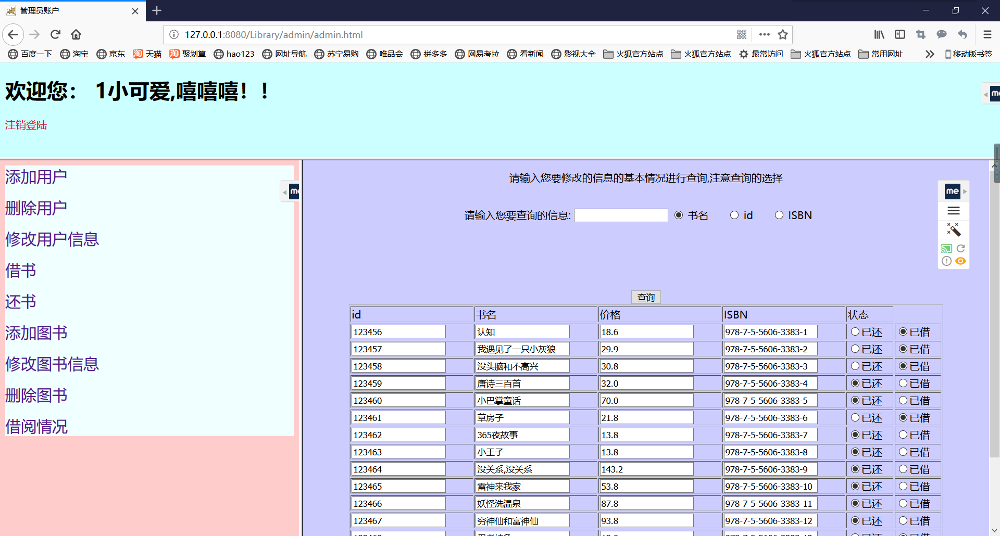 管理员账户
127.0.0.1:8080/Library/admin/admin.html
百度一下 淘宝 京东 淘 天猫 淘 聚划算 hao123 网址导航 苏宁易购 唯品会 拼多多 网易考拉 看新闻 影视大全 火狐官方站点 火狐官方站点 最常访问 火狐官方站点 常用网址 移动版书签
欢迎您： 1小可爱,嘻嘻嘻！！
注销登陆
添加用户
删除用户
修改用户信息
借书
还书
添加图书
修改图书信息
删除图书
借阅情况
me
请输入您要修改的信息的基本情况进行查询,注意查询的选择
请输入您要查询的信息: 书名 id ISBN
查询
id 书名 价格 ISBN 状态
123456 认知 18.6 978-7-5-5606-3383-1 已还 已借
123457 我遇见了一只小灰狼 29.9 978-7-5-5606-3383-2 已还 已借
123458 没头脑和不高兴 30.8 978-7-5-5606-3383-3 已还 已借
123459 唐诗三百首 32.0 978-7-5-5606-3383-4 已还 已借
123460 小巴掌童话 70.0 978-7-5-5606-3383-5 已还 已借
123461 草房子 21.8 978-7-5-5606-3383-6 已还 已借
123462 365夜故事 13.8 978-7-5-5606-3383-7 已还 已借
123463 小王子 13.8 978-7-5-5606-3383-8 已还 已借
123464 没关系,没关系 143.2 978-7-5-5606-3383-9 已还 已借
123465 雷神来我家 53.8 978-7-5-5606-3383-10 已还 已借
123466 妖怪洗温泉 87.8 978-7-5-5606-3383-11 已还 已借
123467 穷神仙和富神仙 93.8 978-7-5-5606-3383-12 已还 已借